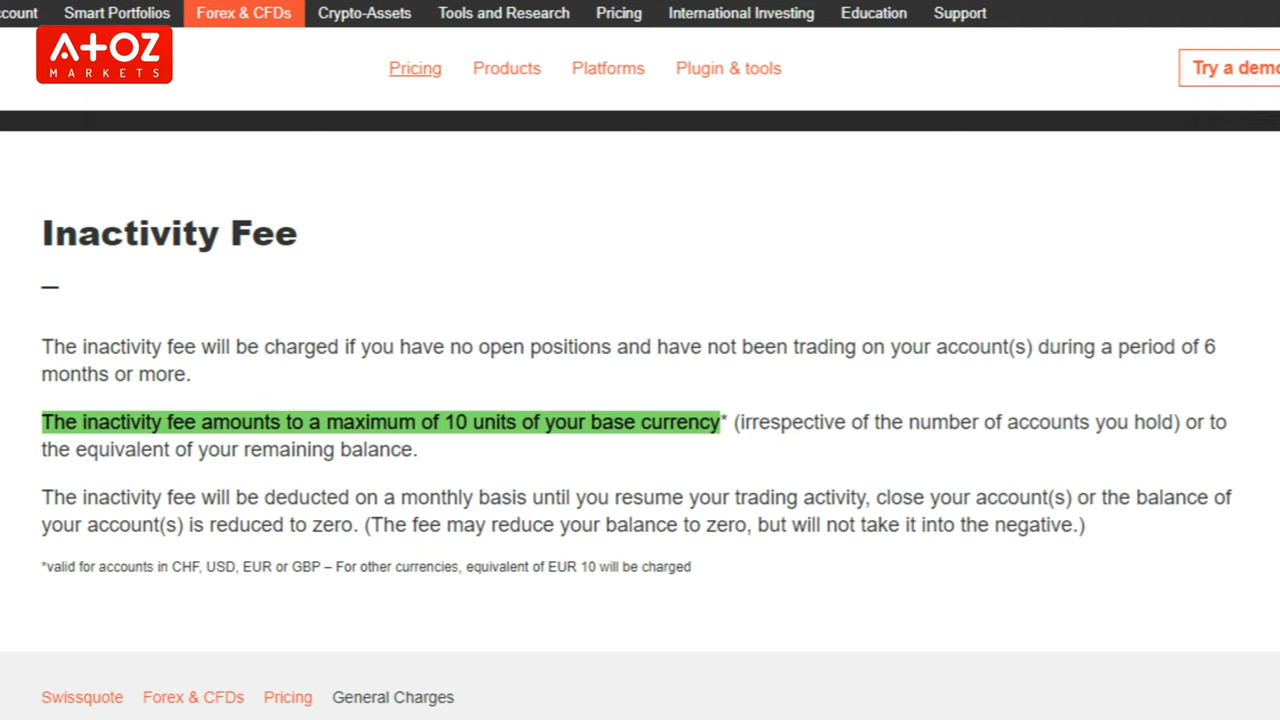 count Smart Portfolios Forex & CFDs Crypto-Assets Tools and Research Pricing International Investing Education Support
A+OZ
MARKETS
Pricing Products Platforms Plugin & tools Try a demo
Inactivity Fee
The inactivity fee will be charged if you have no open positions and have not been trading on your account(s) during a period of 6
months or more.
The inactivity fee amounts to a maximum of 10 units of your base currency* (irrespective of the number of accounts you hold) or to
the equivalent of your remaining balance.
The inactivity fee will be deducted on a monthly basis until you resume your trading activity, close your account(s) or the balance of
your account(s) is reduced to zero. (The fee may reduce your balance to zero, but will not take it into the negative.)
*valid for accounts in CHF, USD, EUR or GBP – For other currencies, equivalent of EUR 10 will be charged
Swissquote Forex & CFDs Pricing General Charges